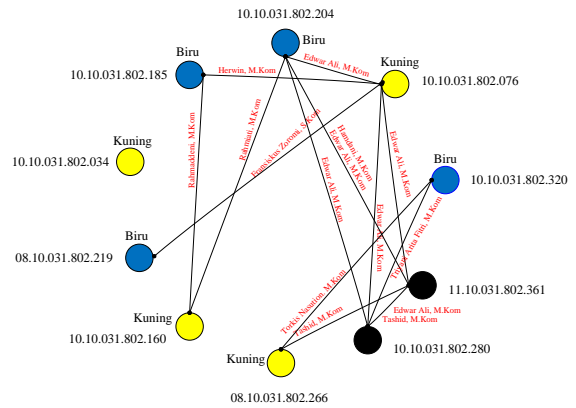 10.10.031.802.204
Biru
Kuning
Edwar Ali, M.Kom
Biru
Herwin, M.Kom
10.10.031.802.185
10.10.031.802.076
Rahmaddeni, M.Kom
Rahmiati, M.Kom
Fransiskus Zoromi, S.Kom
Hamdani, M.Kom
Edwar Ali, M.Kom
Edwar Ali, M.Kom
Edwar Ali, M.Kom
Kuning
10.10.031.802.034
Biru
10.10.031.802.320
Edwar Ali, M.Kom
Triyani Arita Fitri, M.Kom
Biru
08.10.031.802.219
11.10.031.802.361
Torkis Nasution, M.Kom
Tashid, M.Kom
Edwar Ali, M.Kom
Tashid, M.Kom
Kuning
10.10.031.802.160
Kuning
10.10.031.802.280
08.10.031.802.266